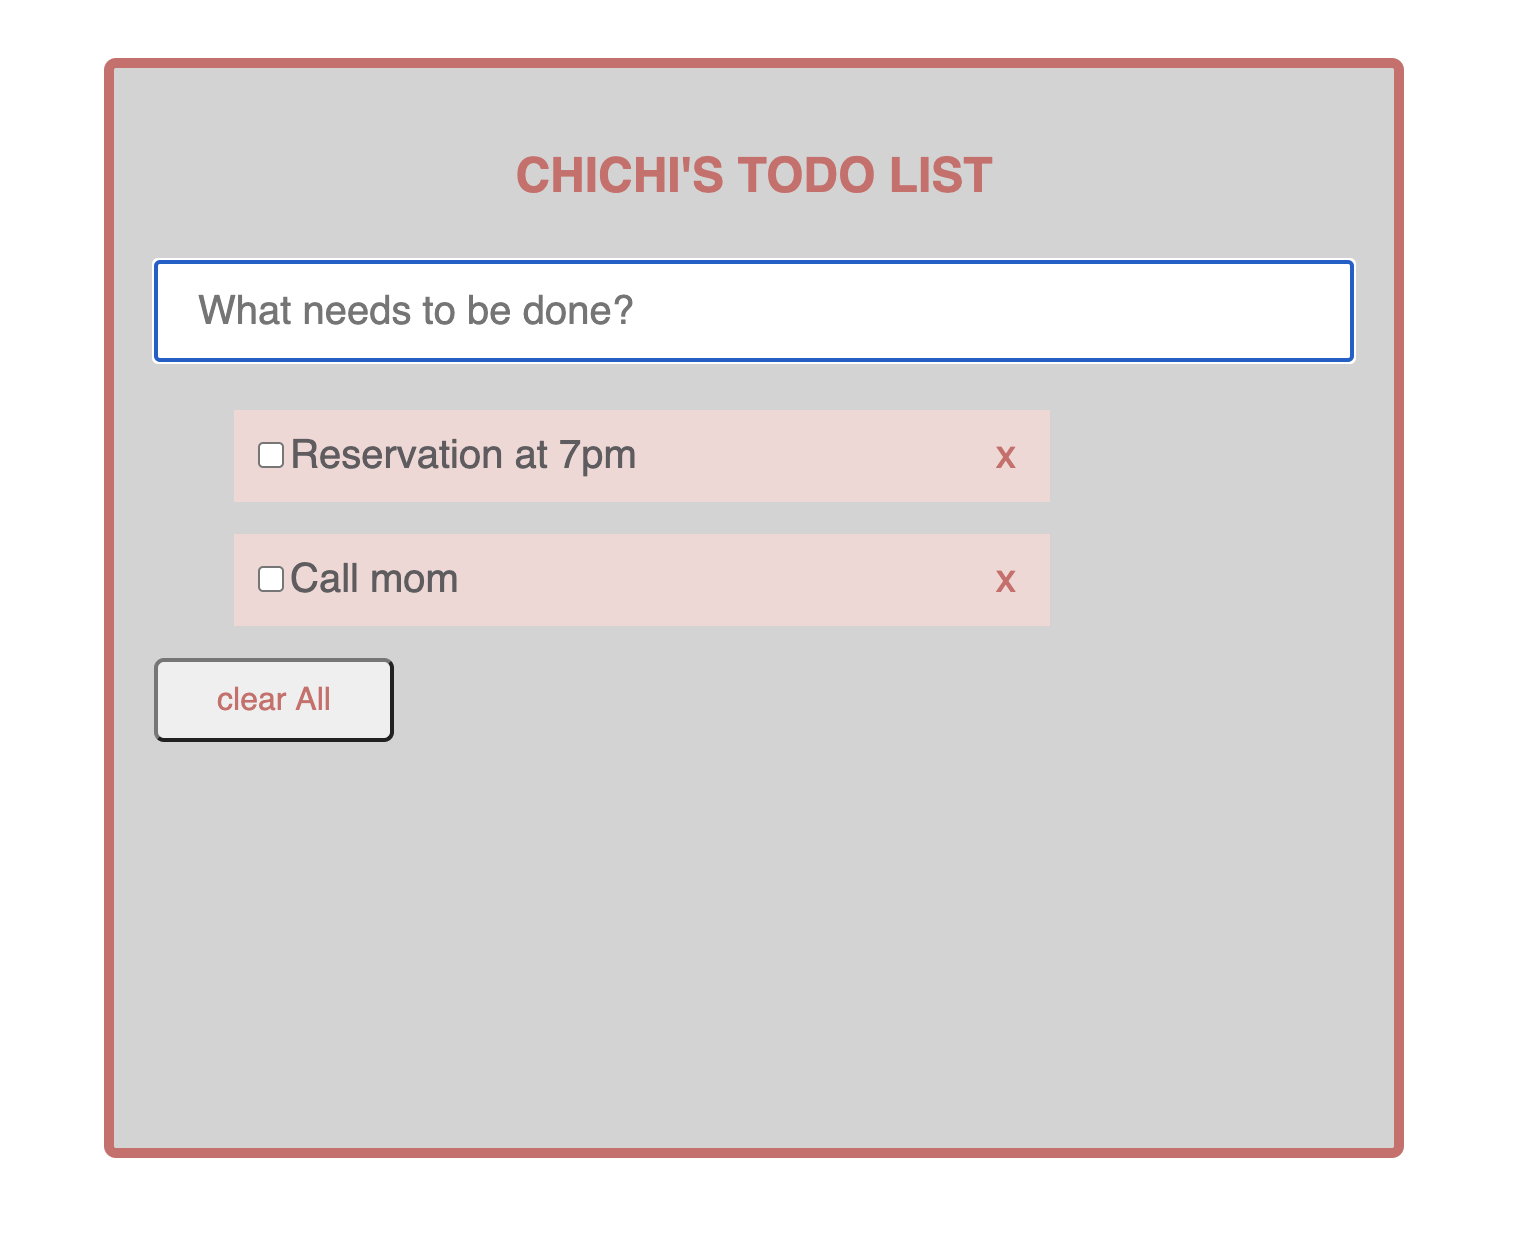 CHICHI'S TODO LIST
What needs to be done?
Reservation at 7pm x
Call mom x
clear All